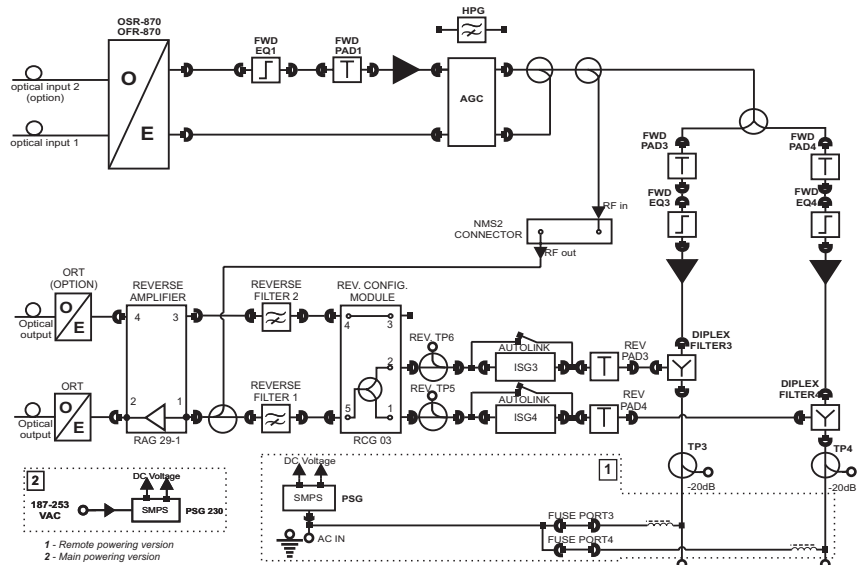 OSR-870
OFR-870
FWD
EQ1
FWD
PAD1
HPG
O
E
AGC
optical input 2
(option)
optical input 1
FWD
PAD3
FWD
PAD4
FWD
EQ3
FWD
EQ4
RF in
NMS2
CONNECTOR
RF out
ORT
(OPTION)
REVERSE
AMPLIFIER
REVERSE
FILTER 2
REV. CONFIG.
MODULE
O
E
Optical
output
4
3
4
3
2
REV. TP6
AUTOLINK
ISG3
REV
PAD3
DIPLEX
FILTER3
ORT
O
E
Optical
output
2
1
RAG 29-1
REVERSE
FILTER 1
5
1
RCG 03
REV. TP5
AUTOLINK
ISG4
REV
PAD4
DIPLEX
FILTER4
TP3
-20dB
TP4
-20dB
2
DC Voltage
187-253
VAC
SMPS
PSG 230
1 - Remote powering version
2 - Main powering version
1
DC Voltage
SMPS
PSG
AC IN
FUSE PORT3
FUSE PORT4